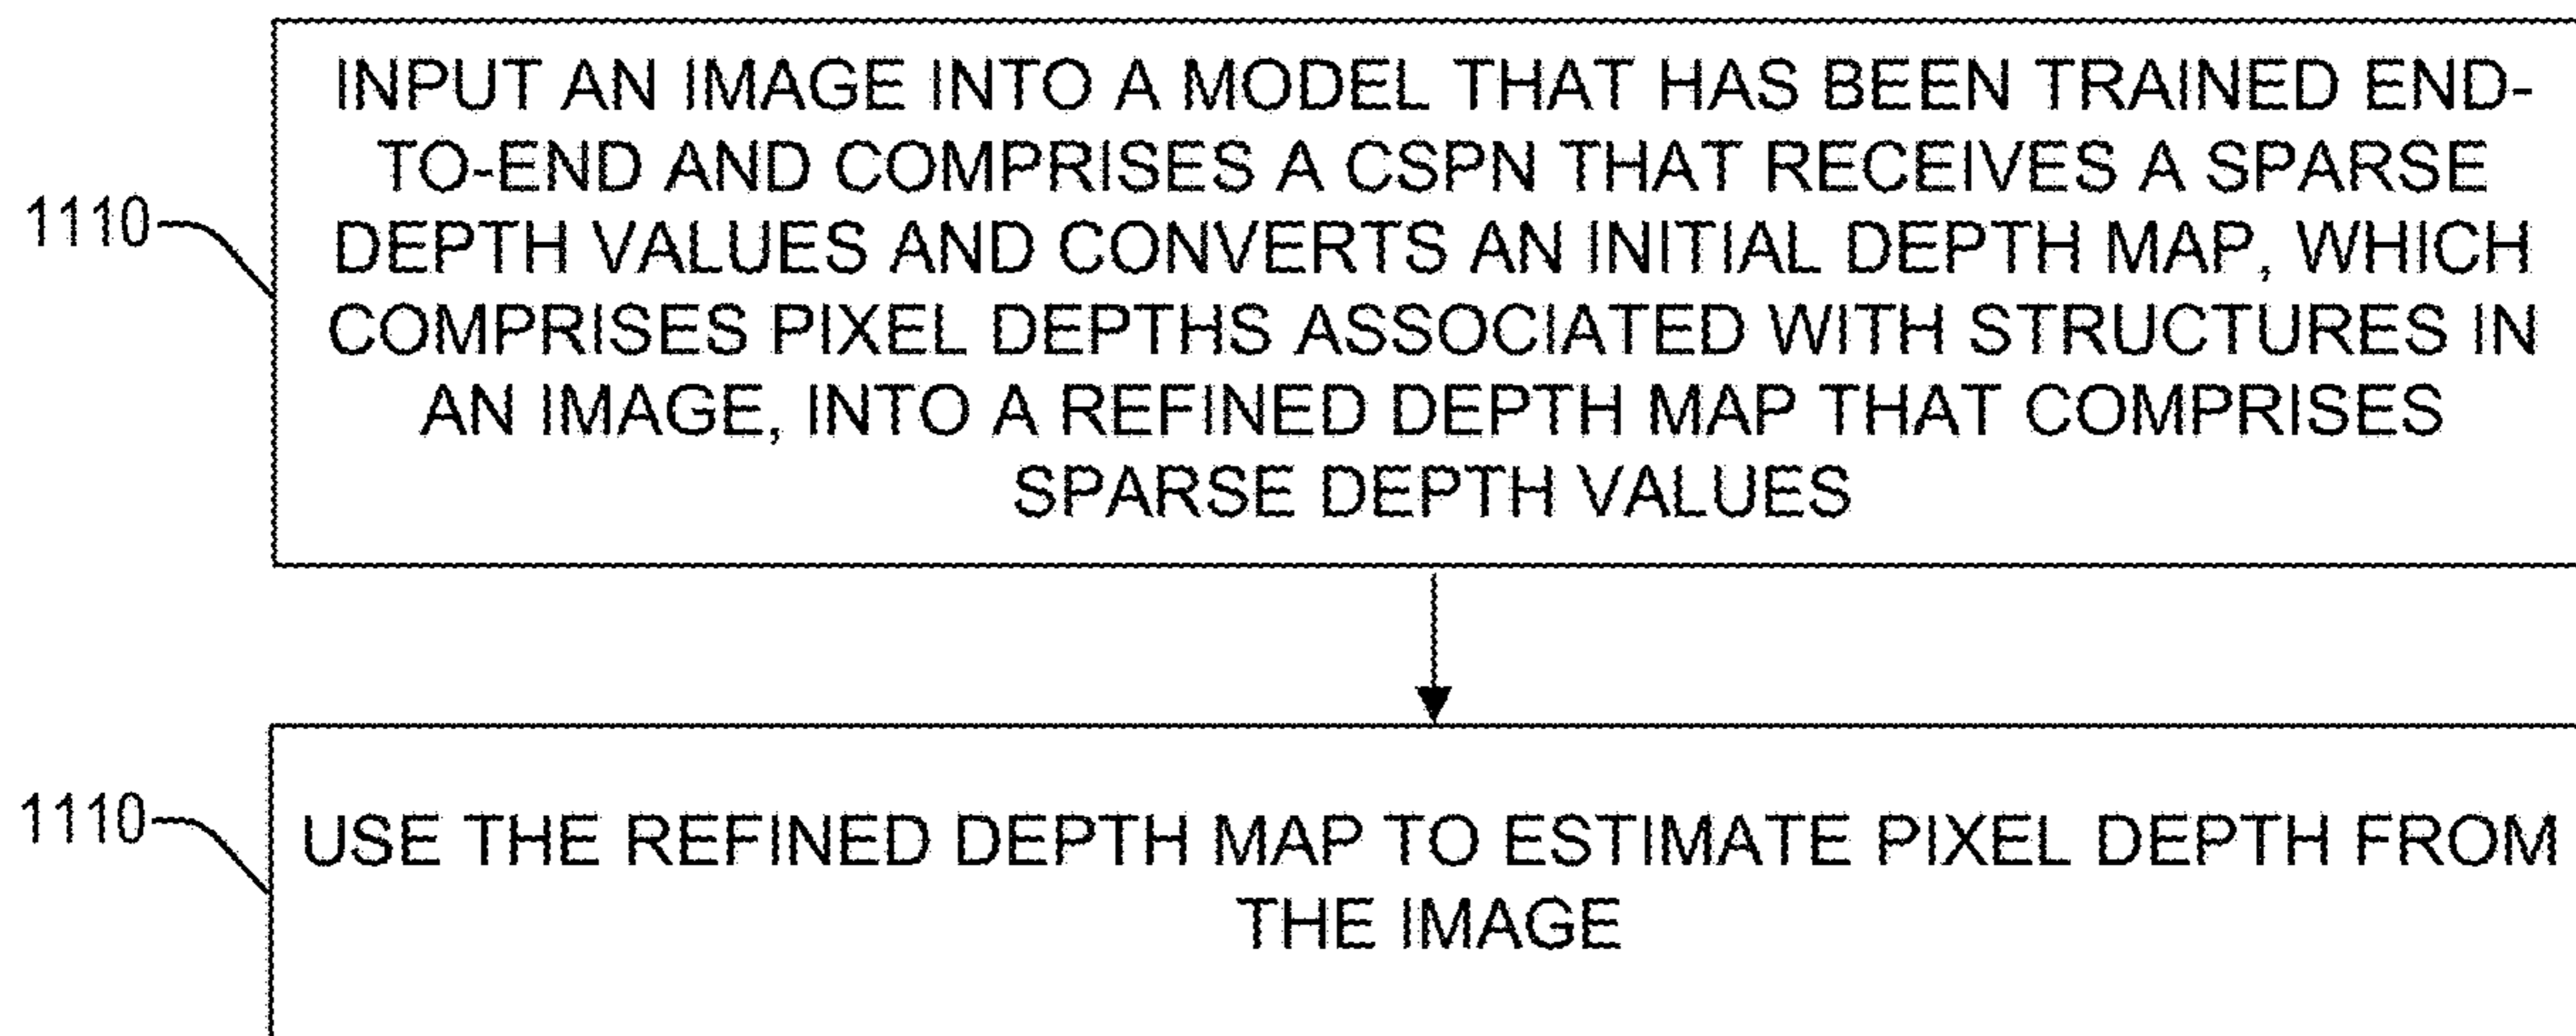 INPUT AN IMAGE INTO A MODEL THAT HAS BEEN TRAINED END-
TO-END AND COMPRISES A CSPN THAT RECEIVES A SPARSE
1110
DEPTH VALUES AND CONVERTS AN INITIAL DEPTH MAP, WHICH
COMPRISES PIXEL DEPTHS ASSOCIATED WITH STRUCTURES IN
AN IMAGE, INTO A REFINED DEPTH MAP THAT COMPRISES
SPARSE DEPTH VALUES
1110
USE THE REFINED DEPTH MAP TO ESTIMATE PIXEL DEPTH FROM
THE IMAGE